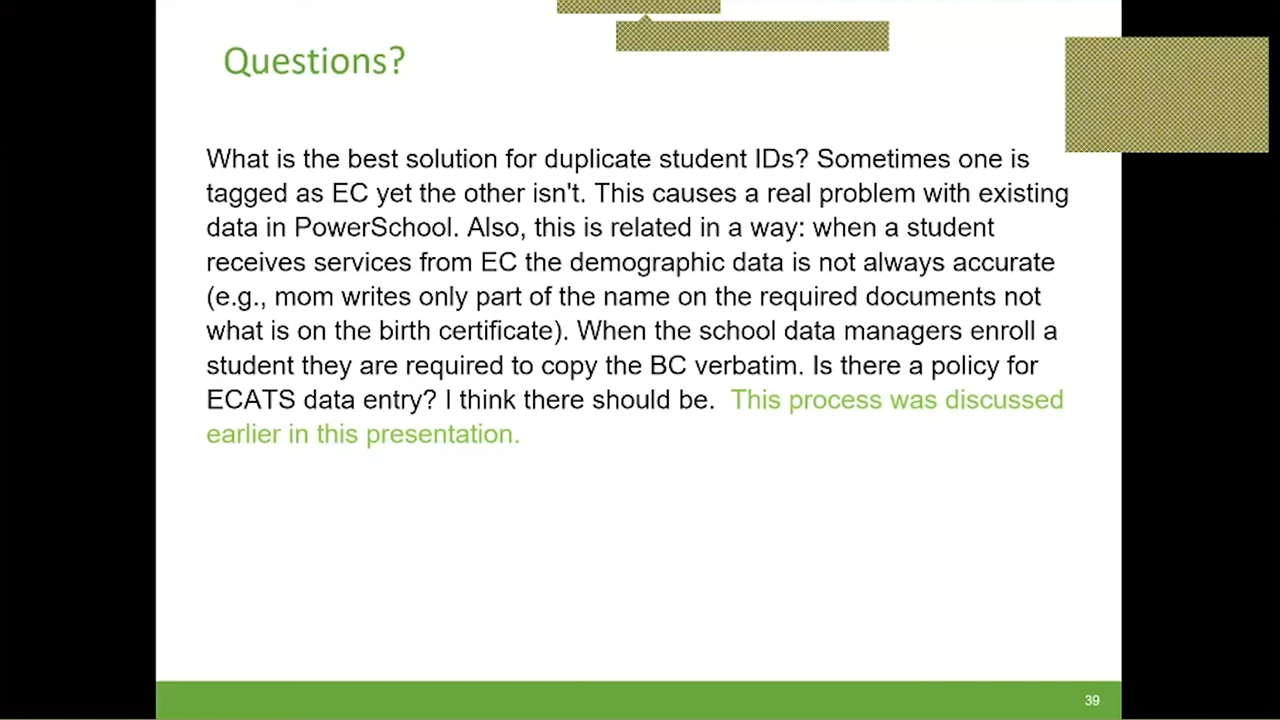 Questions?
What is the best solution for duplicate student IDs? Sometimes one is
tagged as EC yet the other isn't. This causes a real problem with existing
data in PowerSchool. Also, this is related in a way: when a student
receives services from EC the demographic data is not always accurate
(e.g., mom writes only part of the name on the required documents not
what is on the birth certificate). When the school data managers enroll a
student they are required to copy the BC verbatim. Is there a policy for
ECATS data entry? I think there should be. This process was discussed
earlier in this presentation.
39